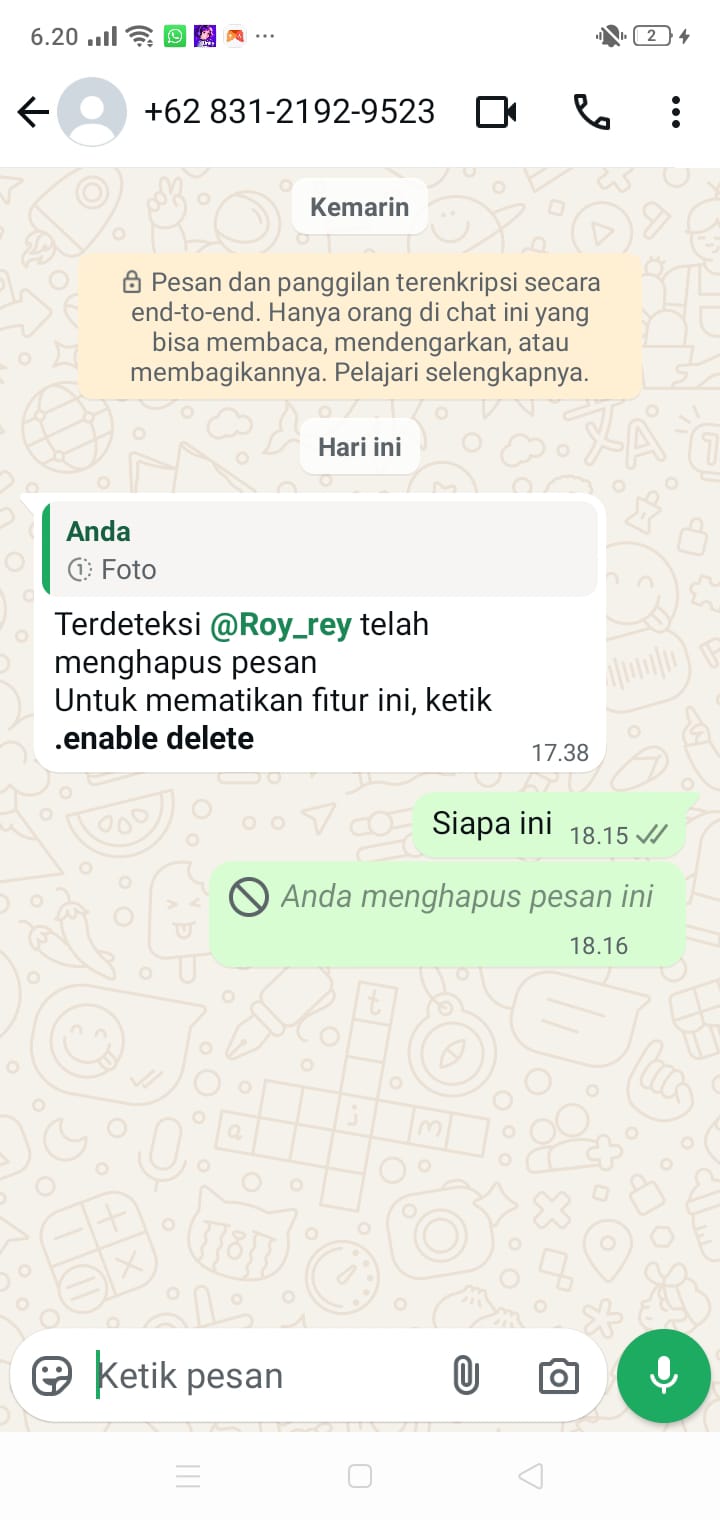 6.20
2
+62 831-2192-9523
Kemarin
Pesan dan panggilan terenkripsi secara
end-to-end. Hanya orang di chat ini yang
bisa membaca, mendengarkan, atau
membagikannya. Pelajari selengkapnya.
Hari ini
Anda
1 Foto
Terdeteksi @Roy_rey telah
menghapus pesan
Untuk mematikan fitur ini, ketik
.enable delete
17.38
Siapa ini 18.15
Anda menghapus pesan ini
18.16
Ketik pesan